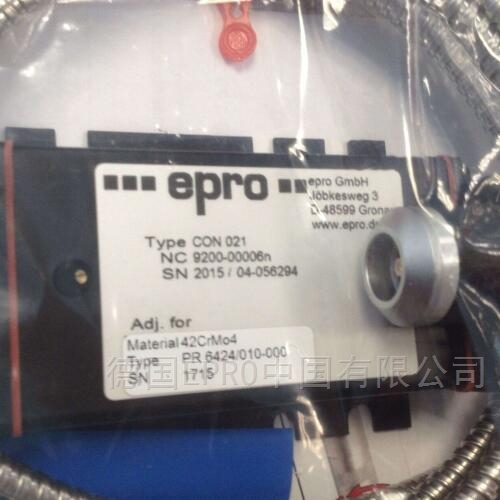 epro
epro GmbH
Jöbkesweg 3
D-48599 Gronau
www.epro.de
Type CON 021
NC 9200-00006n
SN 2015 / 04-056294
Adj. for
Material 42CrMo4
Type PR 6424/010-000
SN 1715
德国EPRO中国有限公司